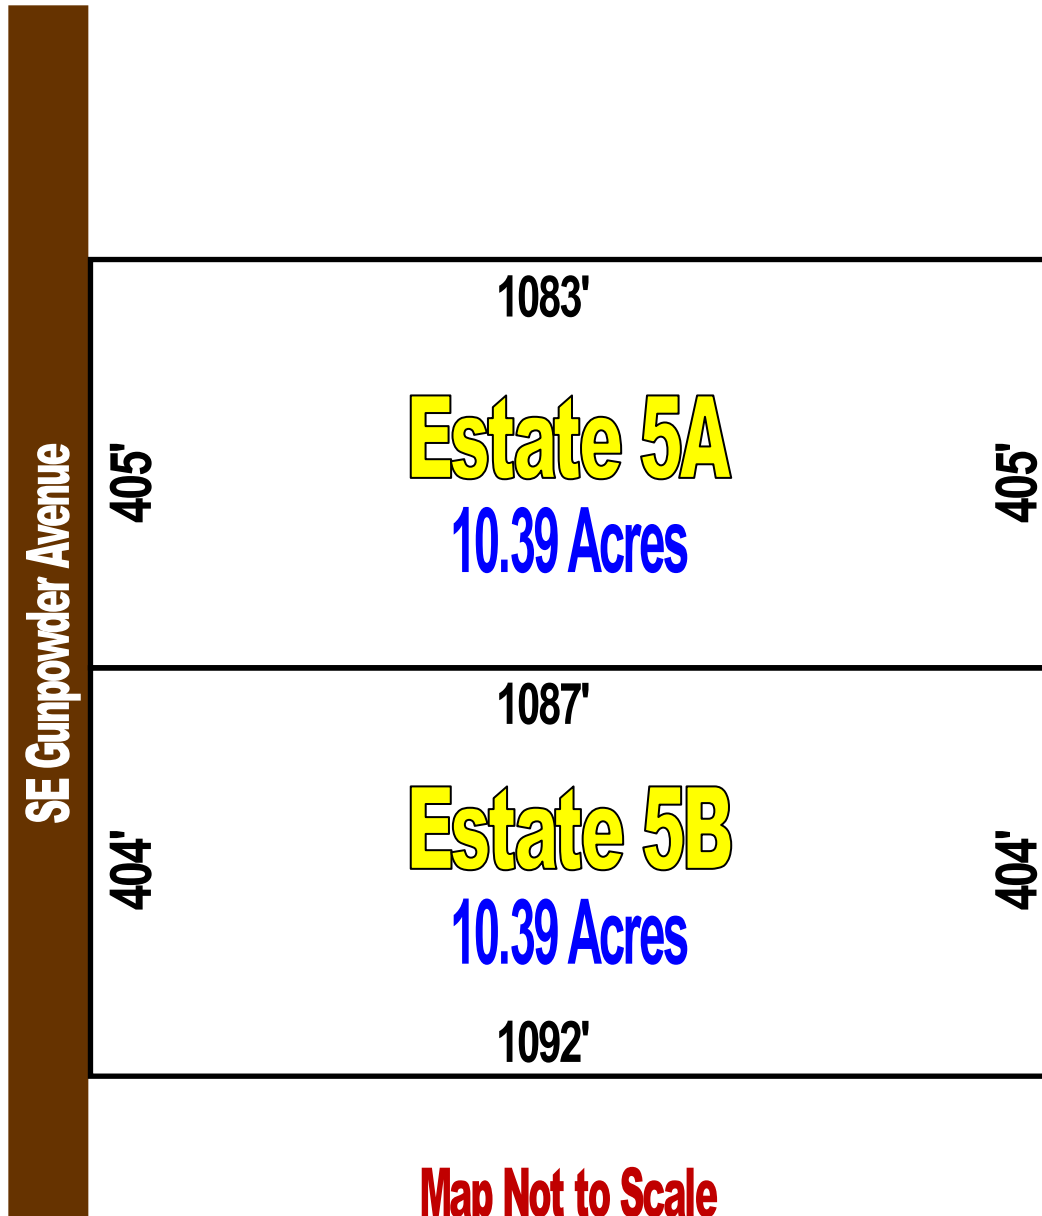 1083'
Estate 5A
10.39 Acres
405'
405'
SE Gunpowder Avenue
1087'
Estate 5B
10.39 Acres
404'
404'
1092'
Map Not to Scale